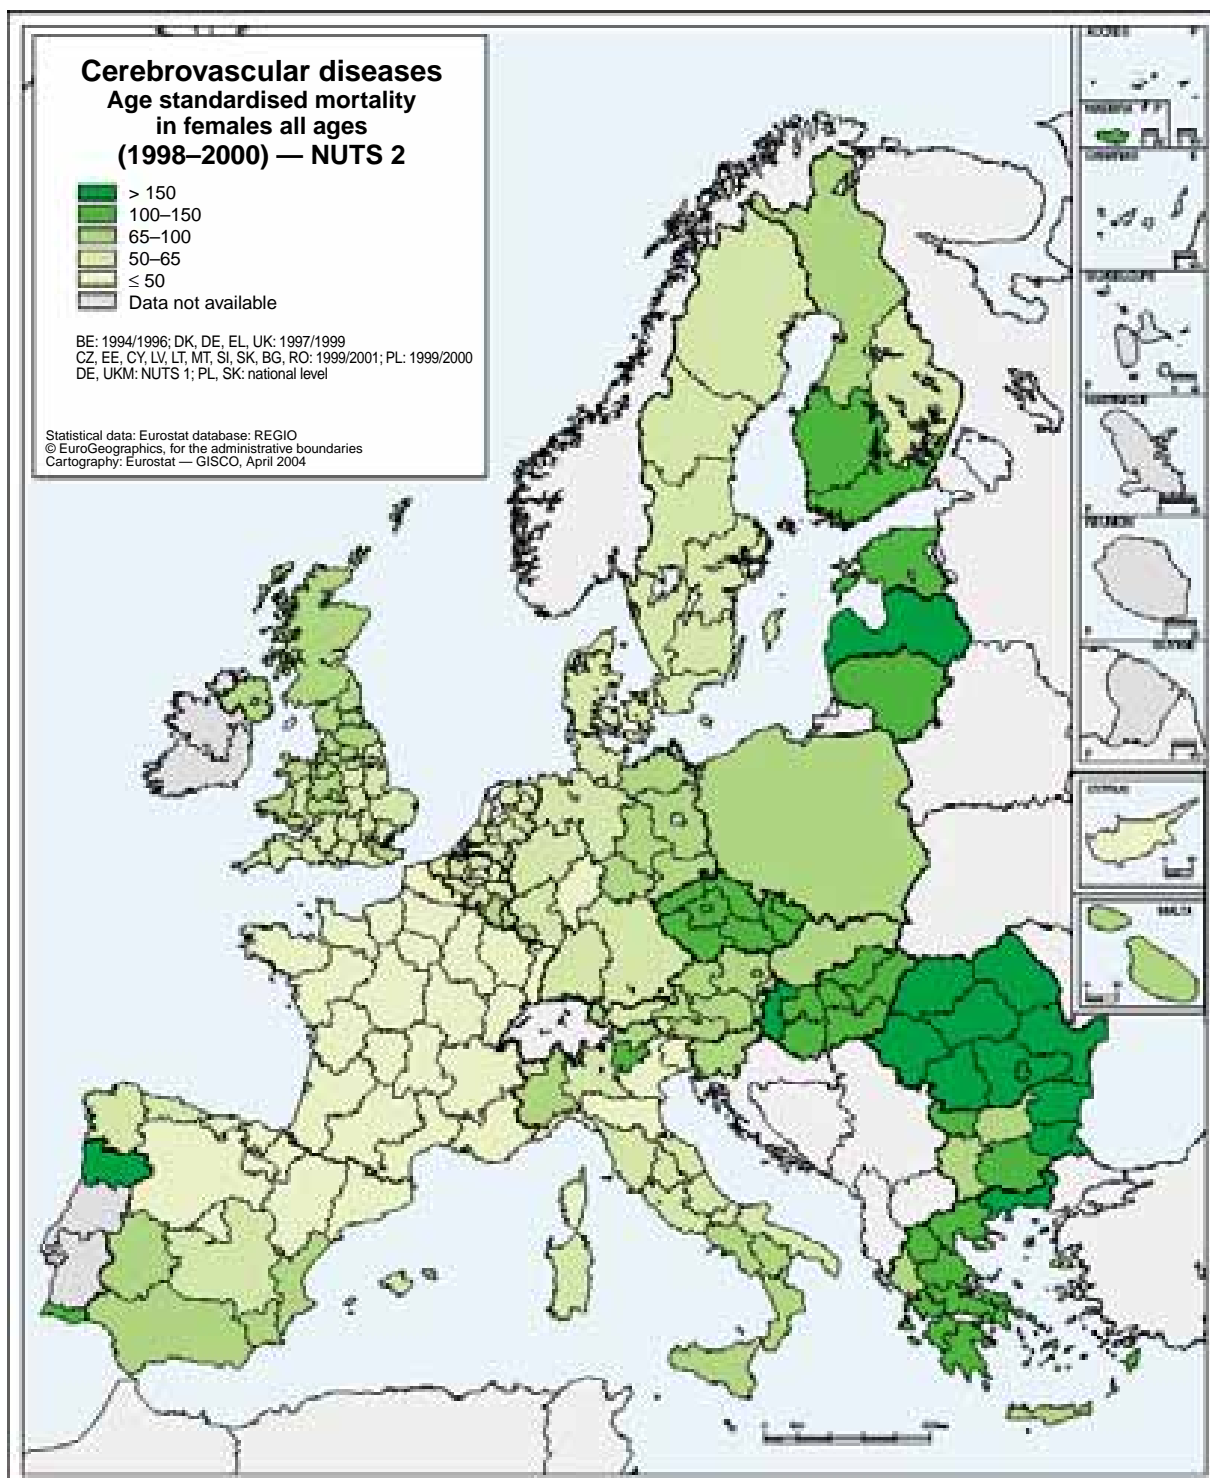 Cerebrovascular diseases
Age standardised mortality
in females all ages
(1998–2000) — NUTS 2
> 150
100–150
65–100
50–65
≤ 50
Data not available
BE: 1994/1996; DK, DE, EL, UK: 1997/1999
CZ, EE, CY, LV, LT, MT, SI, SK, BG, RO: 1999/2001; PL: 1999/2000
DE, UKM: NUTS 1; PL, SK: national level
Statistical data: Eurostat database: REGIO
© EuroGeographics, for the administrative boundaries
Cartography: Eurostat — GISCO, April 2004
MALTA